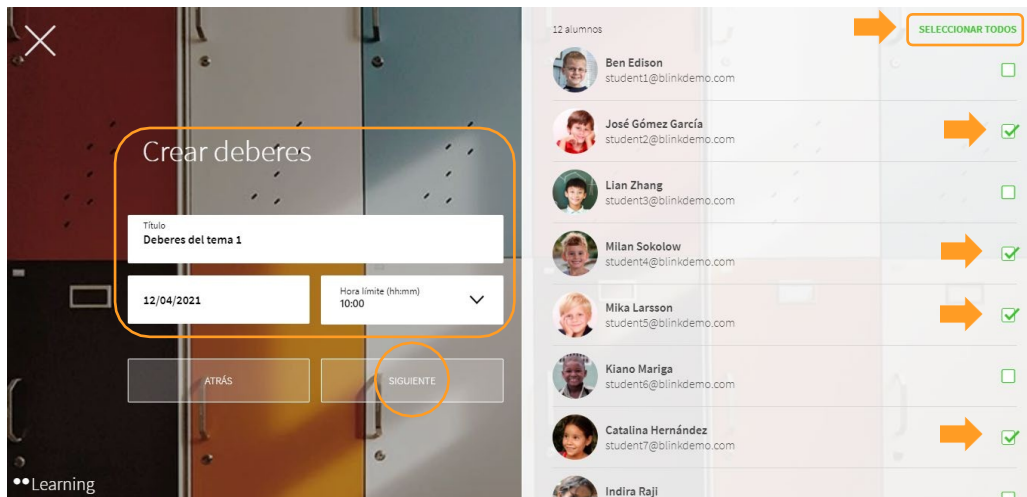 Crear deberes
Título
Deberes del tema 1
12/04/2021
Hora límite (hh:mm)
10:00
ATRÁS
SIGUIENTE
••Learning
12 alumnos
SELECCIONAR TODOS
Ben Edison
student1@blinkdemo.com
José Gómez García
student2@blinkdemo.com
Lian Zhang
student3@blinkdemo.com
Milan Sokolow
student4@blinkdemo.com
Mika Larsson
student5@blinkdemo.com
Kiano Mariga
student6@blinkdemo.com
Catalina Hernández
student7@blinkdemo.com
Indira Raji